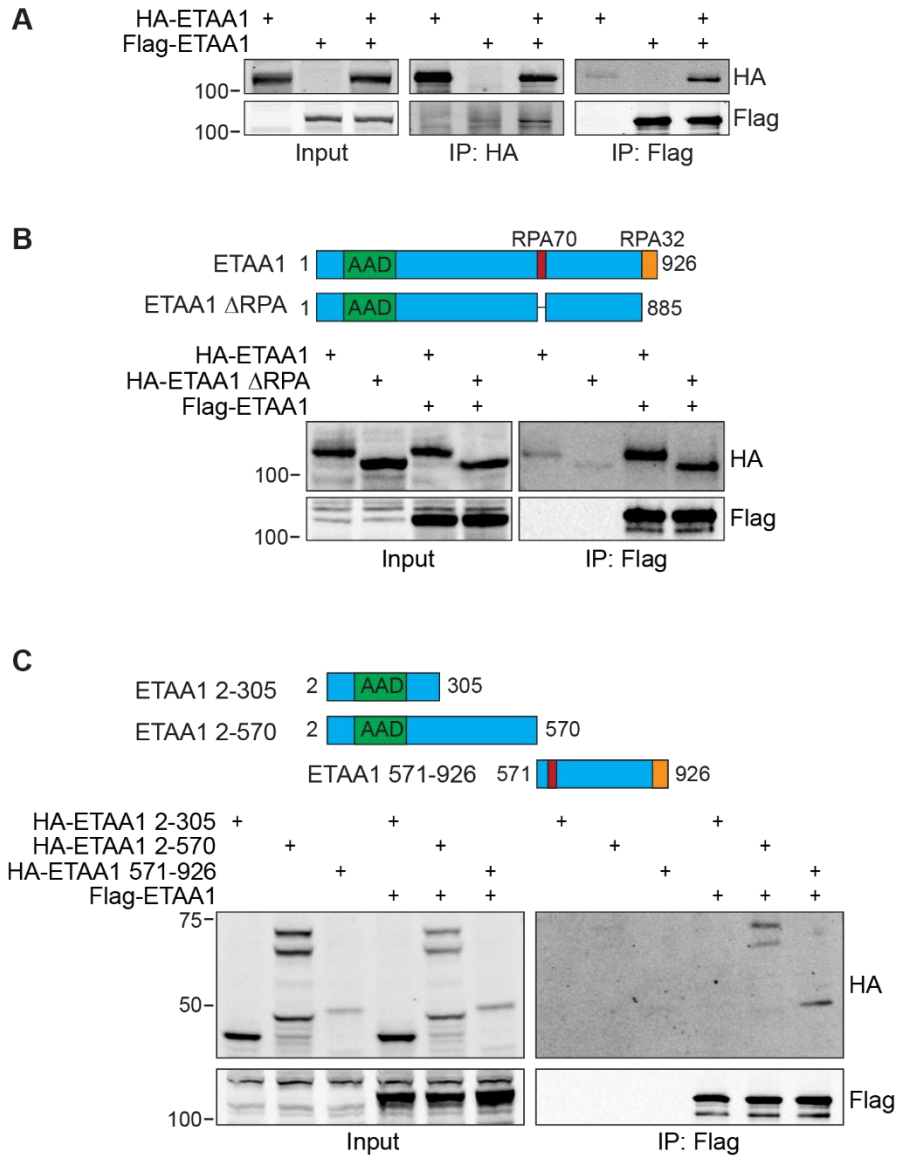 A
HA-ETAA1 + +
Flag-ETAA1 + +
HA-ETAA1 + + + + + +
Flag-ETAA1 + + + + + +
100– HA
100– Flag
Input IP: HA IP: Flag
B
RPA70 RPA32
ETAA1 1 AAD 926
ETAA1 ΔRPA 1 AAD 885
HA-ETAA1 + + + +
HA-ETAA1 ΔRPA + + + +
Flag-ETAA1 + + + +
100– HA
100– Flag
Input IP: Flag
C
ETAA1 2-305 2 AAD 305
ETAA1 2-570 2 AAD 570
ETAA1 571-926 571 926
HA-ETAA1 2-305 + + + +
HA-ETAA1 2-570 + + + +
HA-ETAA1 571-926 + + + +
Flag-ETAA1 + + + + + +
75–
50– HA
100– Flag
Input IP: Flag